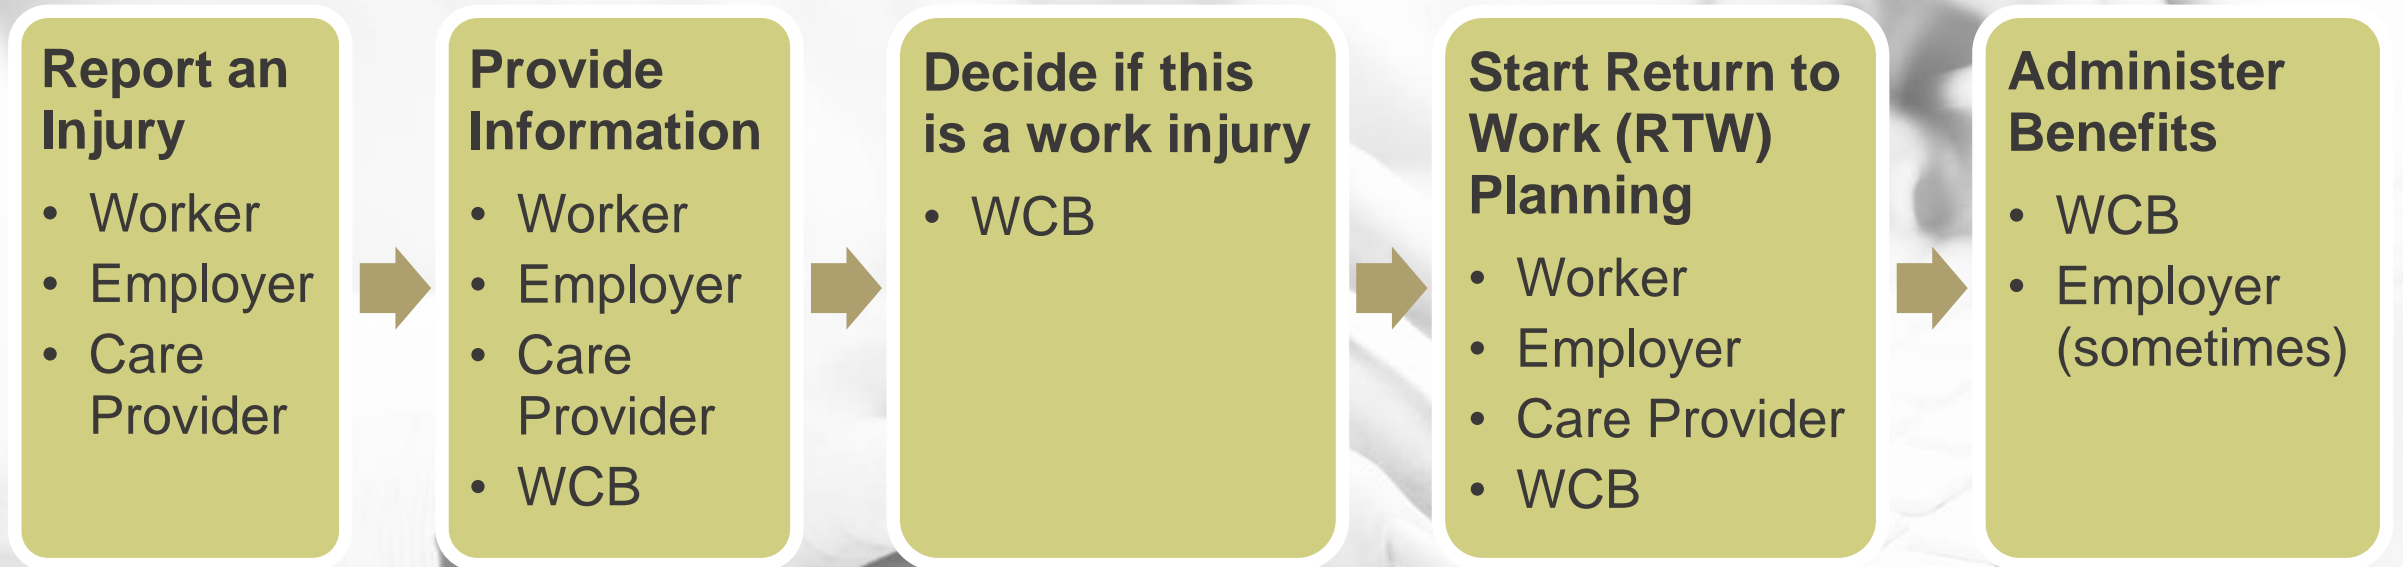 Report an
Injury
• Worker
• Employer
• Care
Provider
Provide
Information
• Worker
• Employer
• Care
Provider
• WCB
Decide if this
is a work injury
• WCB
Start Return to
Work (RTW)
Planning
• Worker
• Employer
• Care Provider
• WCB
Administer
Benefits
• WCB
• Employer
(sometimes)